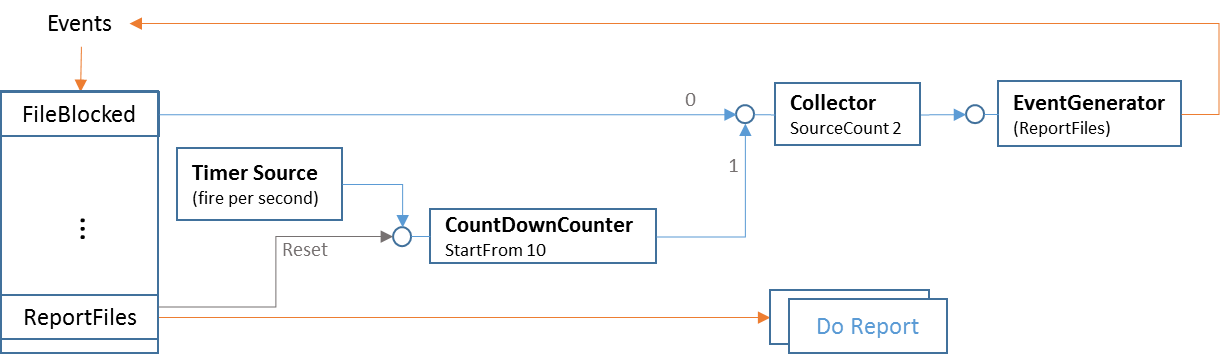 Events
FileBlocked
0
Collector
SourceCount 2
EventGenerator
(ReportFiles)
Timer Source
(fire per second)
1
CountDownCounter
StartFrom 10
Reset
ReportFiles
Do Report